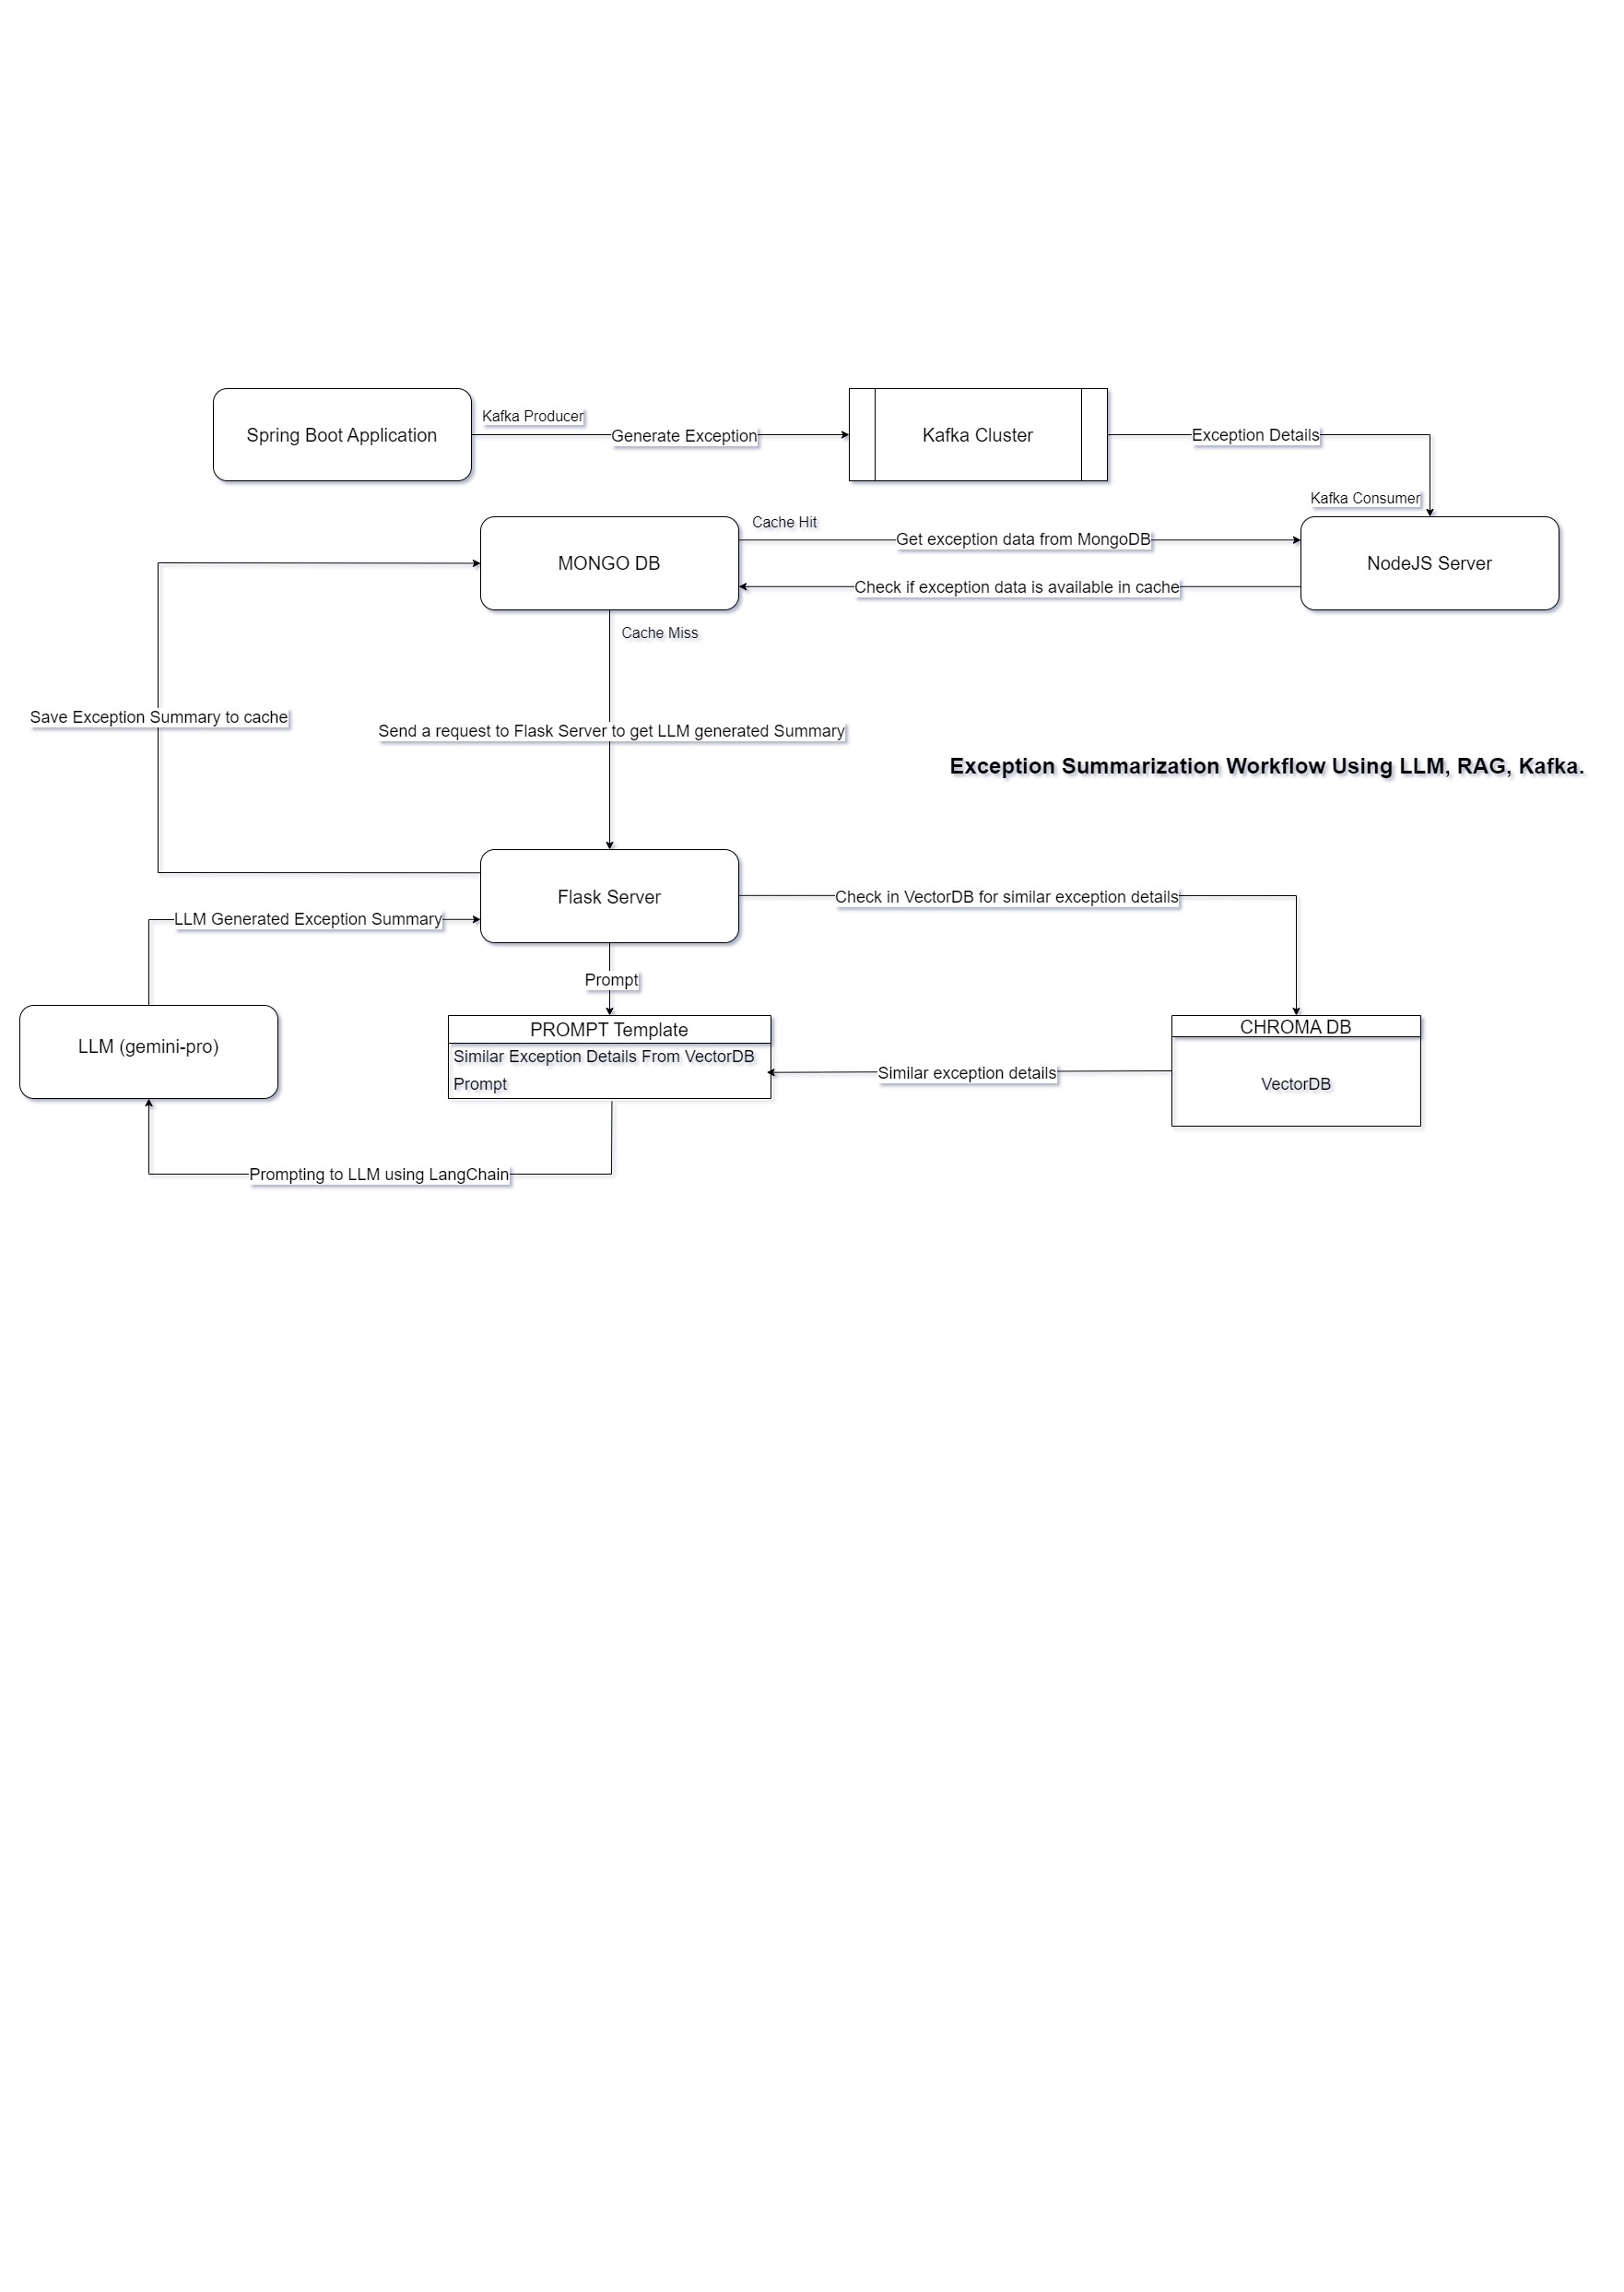 Kafka Producer
Spring Boot Application
Generate Exception
Kafka Cluster
Exception Details
Kafka Consumer
Cache Hit
MONGO DB
Get exception data from MongoDB
NodeJS Server
Check if exception data is available in cache
Cache Miss
Save Exception Summary to cache
Send a request to Flask Server to get LLM generated Summary
Exception Summarization Workflow Using LLM, RAG, Kafka.
Flask Server
Check in VectorDB for similar exception details
LLM Generated Exception Summary
Prompt
LLM (gemini-pro)
PROMPT Template
Similar Exception Details From VectorDB
Prompt
Similar exception details
CHROMA DB
VectorDB
Prompting to LLM using LangChain